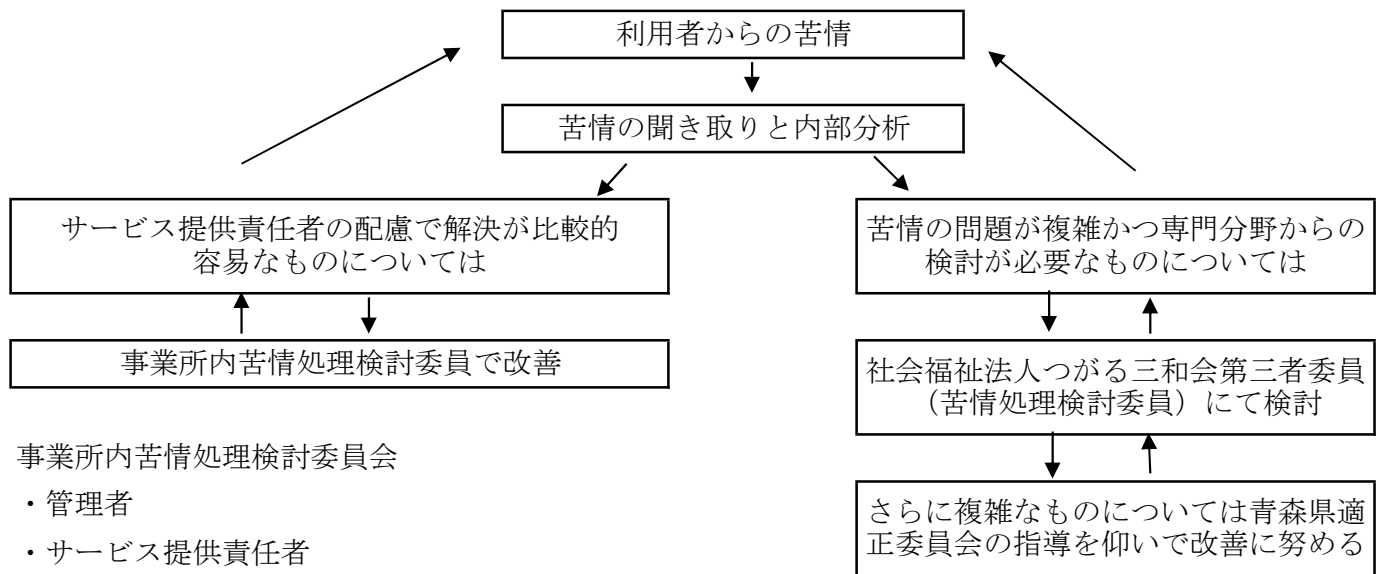 利用者からの苦情
苦情の聞き取りと内部分析
サービス提供責任者の配慮で解決が比較的
容易なものについては
事業所内苦情処理検討委員で改善
苦情の問題が複雑かつ専門分野からの
検討が必要なものについては
社会福祉法人つがる三和会第三者委員
（苦情処理検討委員）にて検討
さらに複雑なものについては青森県適
正委員会の指導を仰いで改善に努める
事業所内苦情処理検討委員会
・管理者
・サービス提供責任者